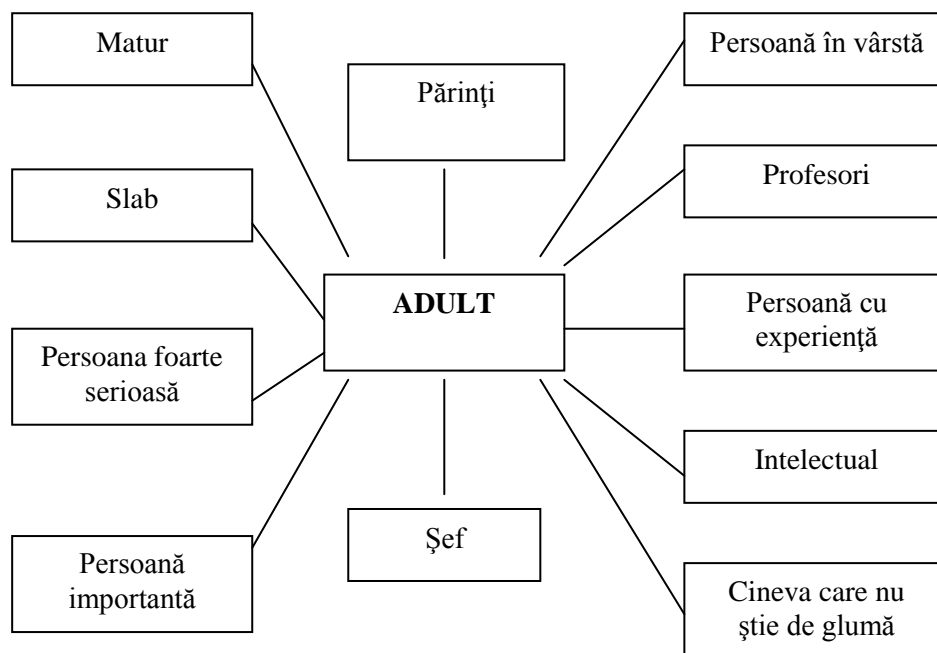 Matur
Părinţi
Persoană în vârstă
Slab
Profesori
ADULT
Persoană cu
experienţă
Persoana foarte
serioasă
Intelectual
Şef
Persoană
importantă
Cineva care nu
ştie de glumă